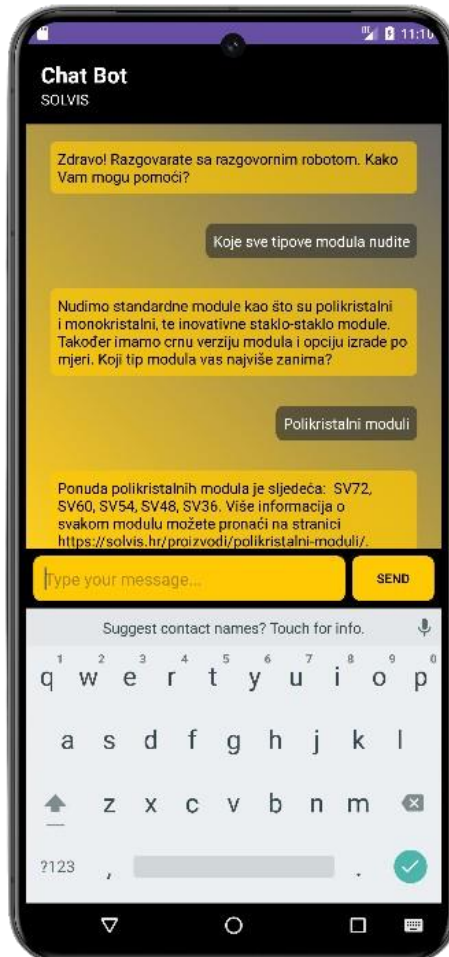 11:10
Chat Bot
SOLVIS
Zdravo! Razgovarate sa razgovornim robotom. Kako
Vam mogu pomoći?
Koje sve tipove modula nudite
Nudimo standardne module kao što su polikristalni
i monokristalni, te inovativne staklo-staklo module.
Također imamo crnu verziju modula i opciju izrade po
mjeri. Koji tip modula vas najviše zanima?
Polikristalni moduli
Ponuda polikristalnih modula je sljedeća: SV72,
SV60, SV54, SV48, SV36. Više informacija o
svakom modulu možete pronaći na stranici
https://solvis.hr/proizvodi/polikristalni-moduli/.
Type your message...
SEND
Suggest contact names? Touch for info.
1 2 3 4 5 6 7 8 9 0
q w e r t y u i o p
a s d f g h j k l
z x c v b n m
?123 , .